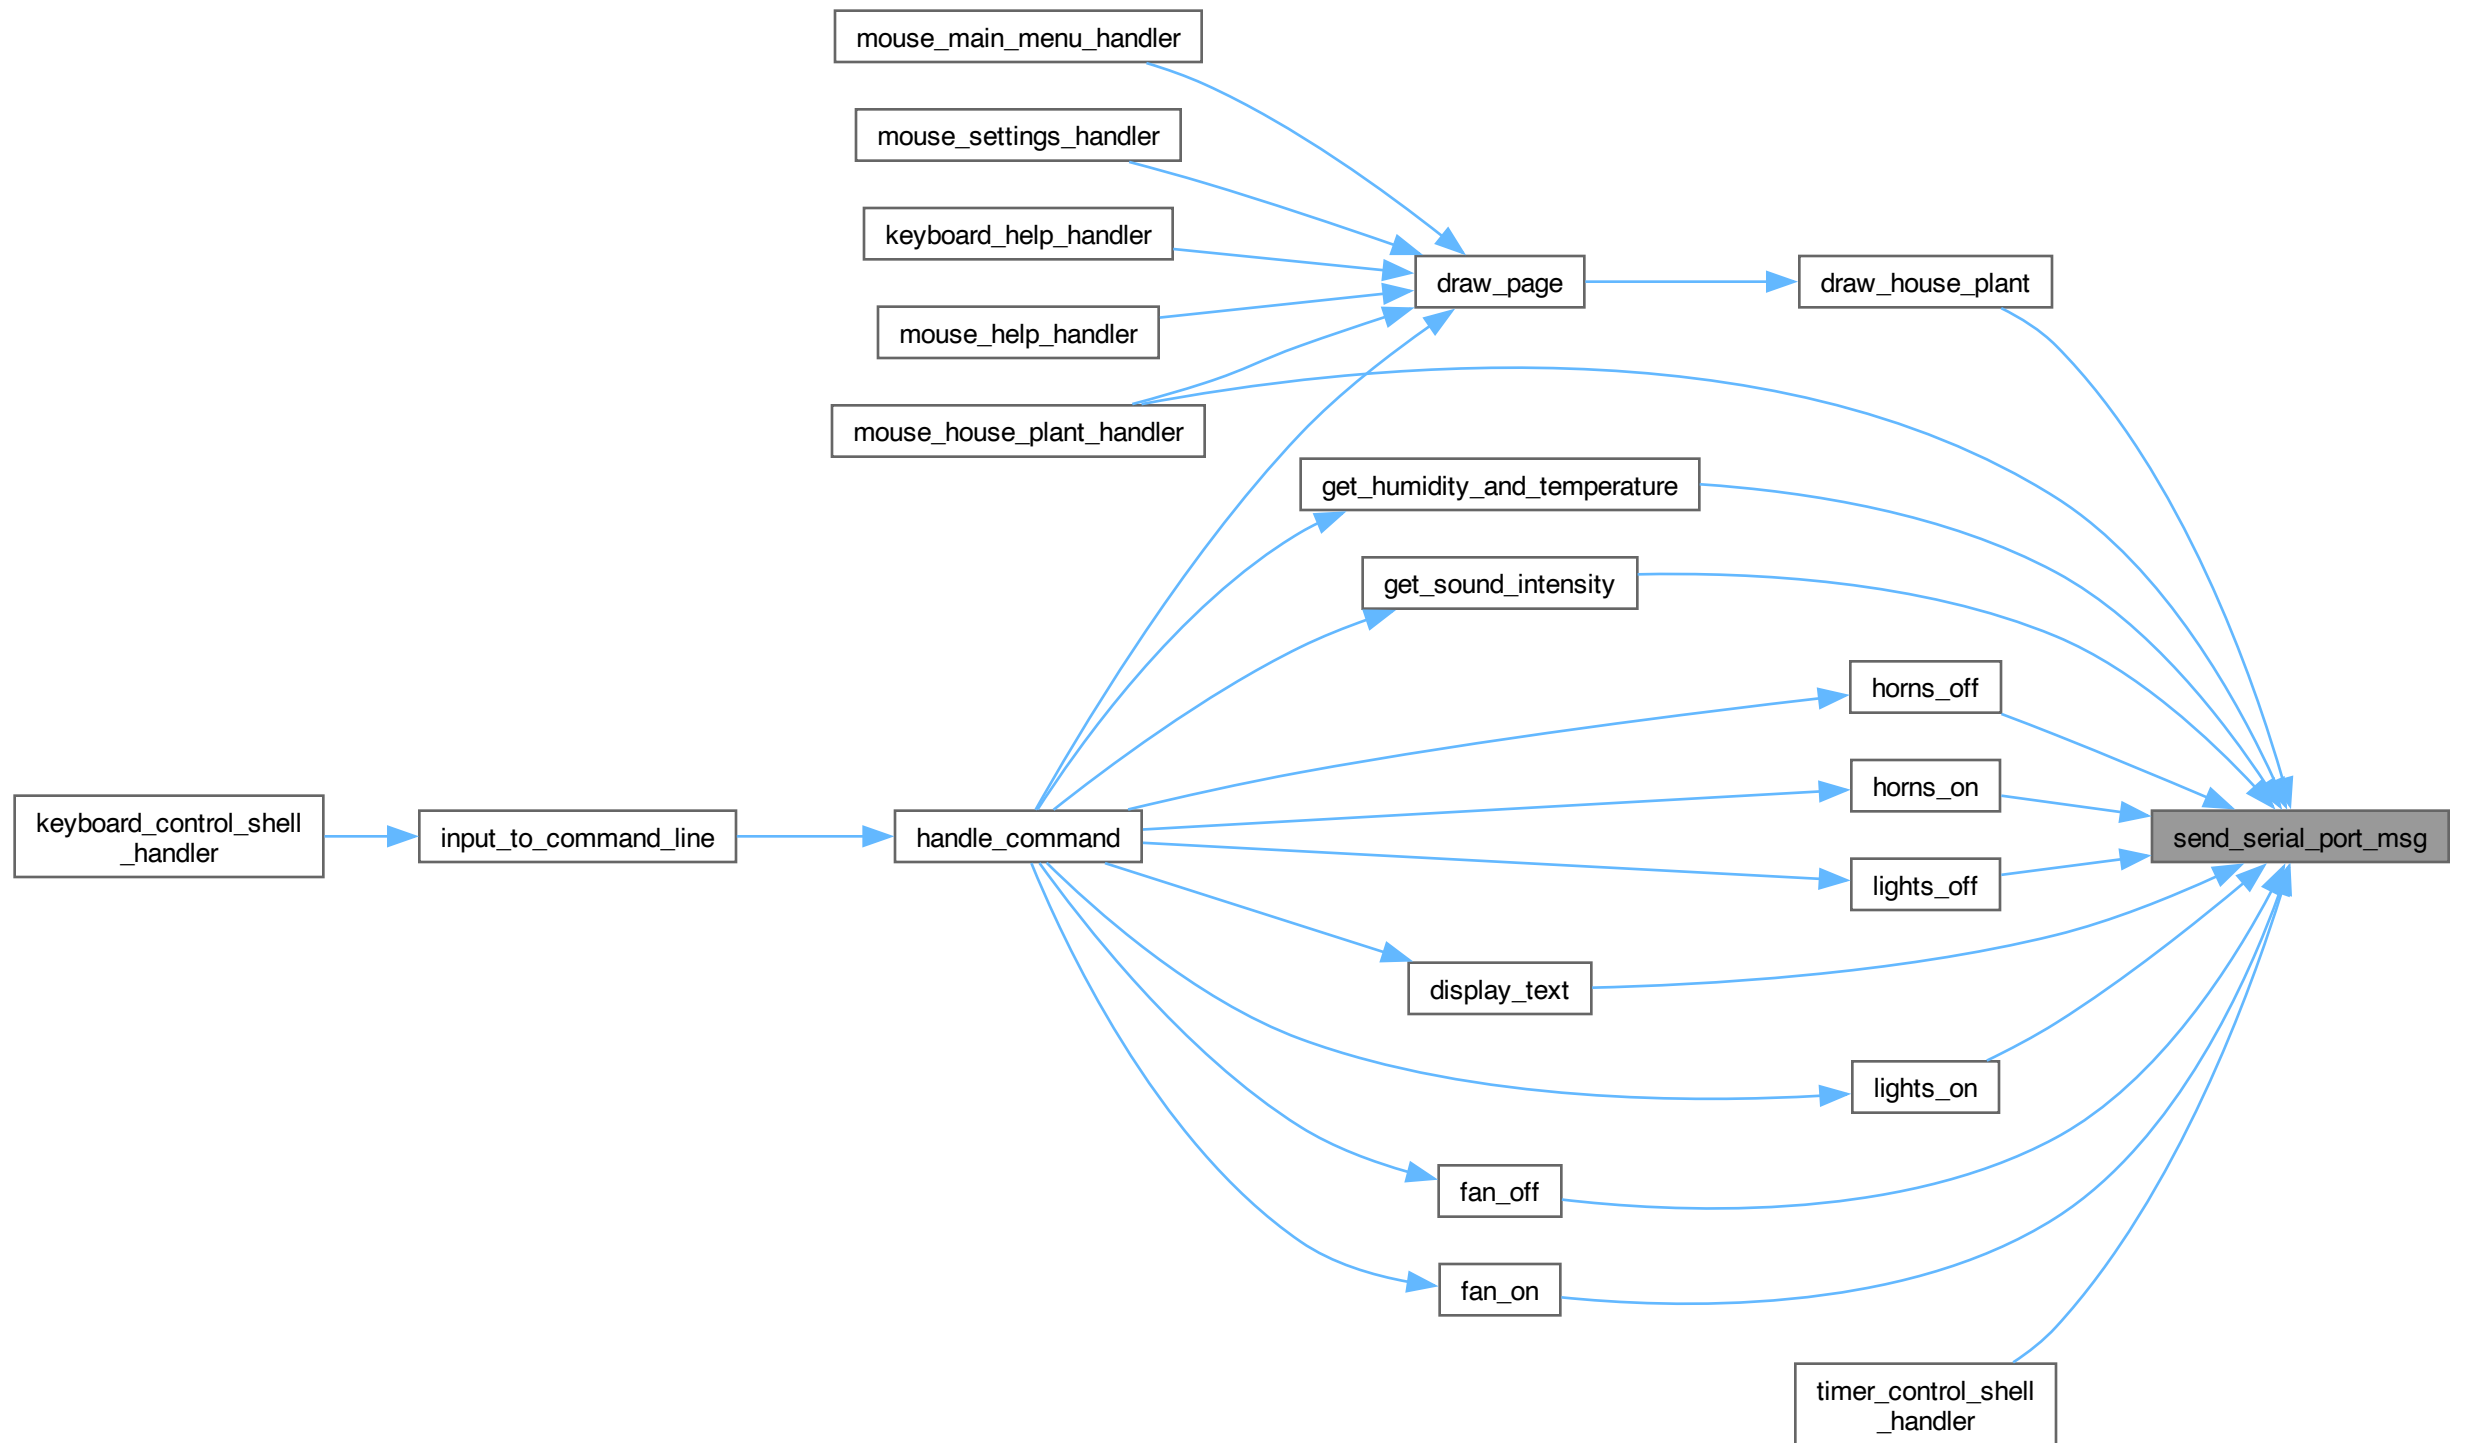 mouse_main_menu_handler
mouse_settings_handler
keyboard_help_handler
mouse_help_handler
draw_page
draw_house_plant
mouse_house_plant_handler
get_humidity_and_temperature
get_sound_intensity
horns_off
horns_on
keyboard_control_shell
_handler
input_to_command_line
handle_command
send_serial_port_msg
lights_off
display_text
lights_on
fan_off
fan_on
timer_control_shell
_handler